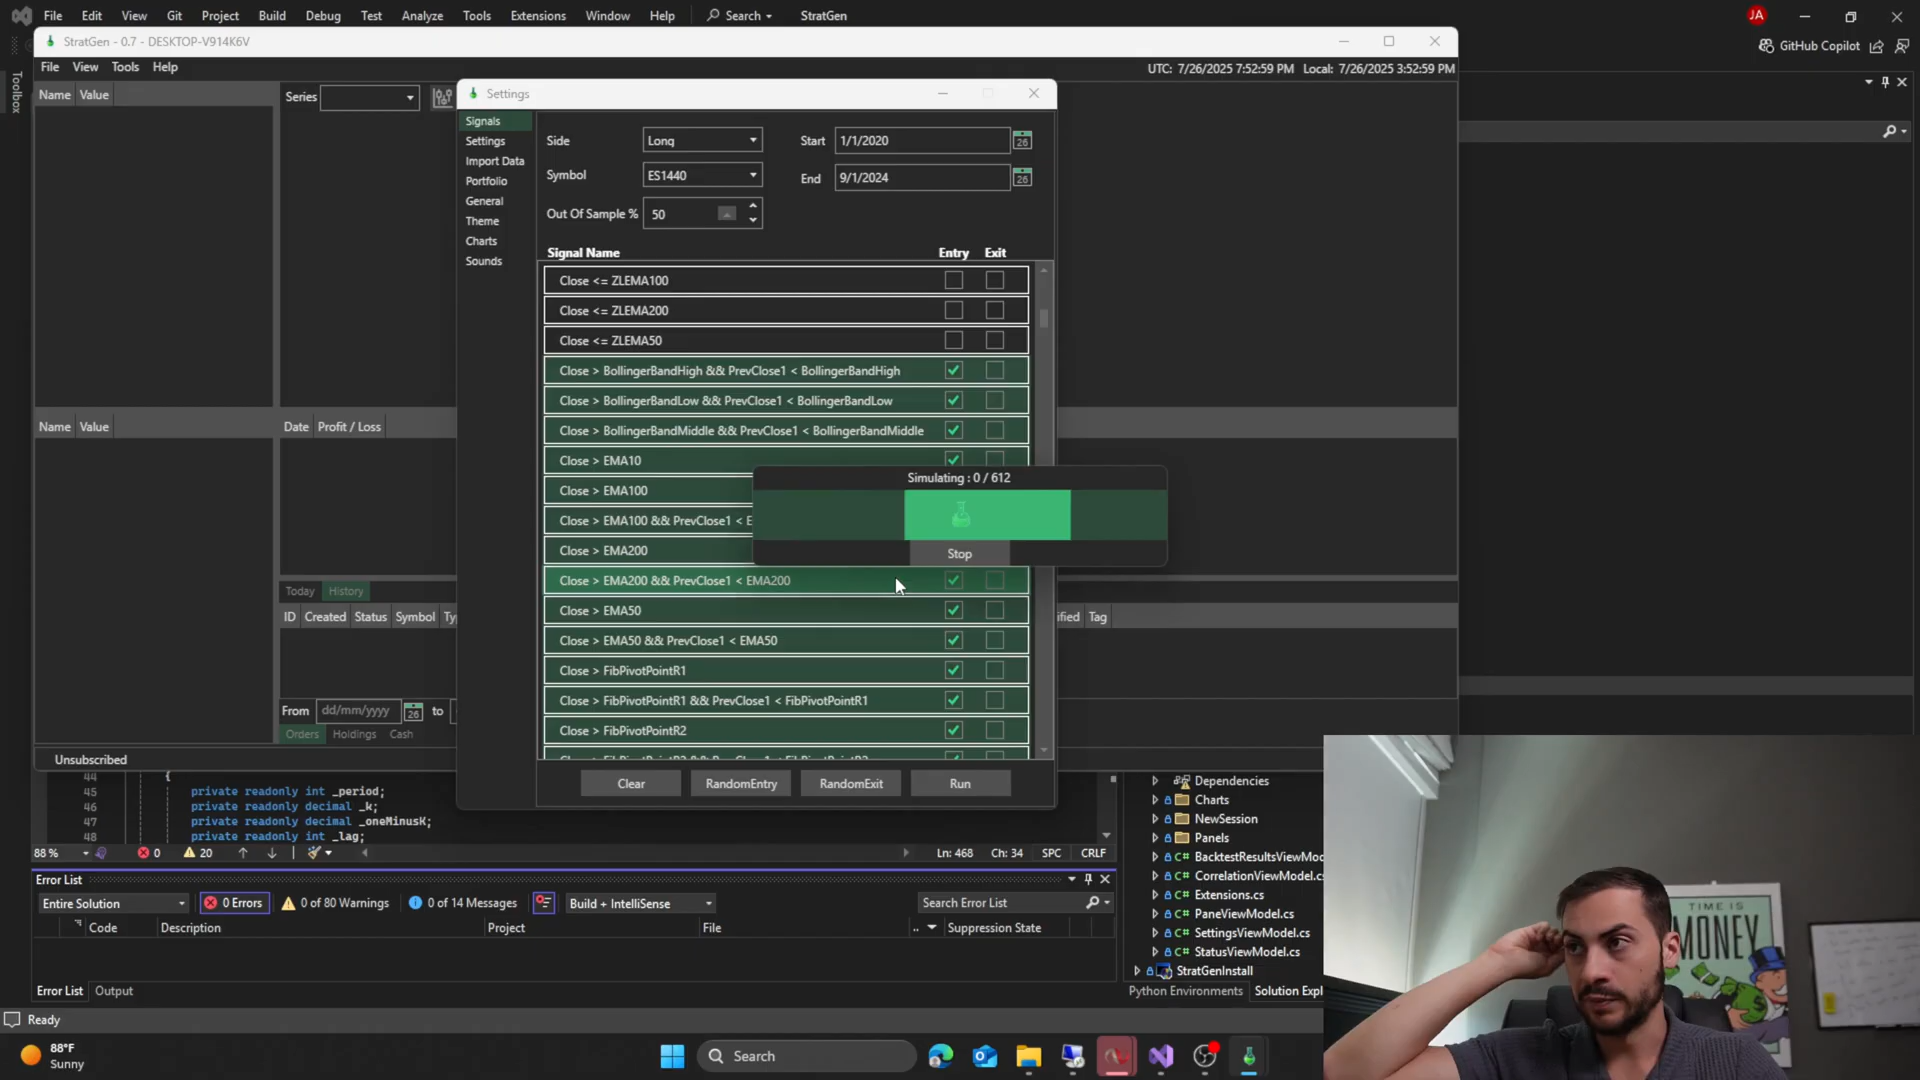 File Edit View Git Project Build Debug Test Analyze Tools Extensions Window Help Search StratGen JA
StratGen - 0.7 - DESKTOP-V914K6V
GitHub Copilot
File View Tools Help
UTC: 7/26/2025 7:52:59 PM Local: 7/26/2025 3:52:59 PM
Toolbox
Name Value
Series
Settings
Signals
Settings
Import Data
Portfolio
General
Theme
Charts
Sounds
Side Long Start 1/1/2020 26
Symbol ES1440 End 9/1/2024 26
Out Of Sample % 50
Signal Name Entry Exit
Close <= ZLEMA100
Close <= ZLEMA200
Close <= ZLEMA50
Close > BollingerBandHigh && PrevClose1 < BollingerBandHigh
Close > BollingerBandLow && PrevClose1 < BollingerBandLow
Close > BollingerBandMiddle && PrevClose1 < BollingerBandMiddle
Close > EMA10
Close > EMA100
Close > EMA100 && PrevClose1 < E
Close > EMA200
Close > EMA200 && PrevClose1 < EMA200
Close > EMA50
Close > EMA50 && PrevClose1 < EMA50
Close > FibPivotPointR1
Close > FibPivotPointR1 && PrevClose1 < FibPivotPointR1
Close > FibPivotPointR2
Simulating : 0 / 612
Stop
Clear RandomEntry RandomExit Run
Name Value
Date Profit / Loss
Today History
ID Created Status Symbol Ty
ified Tag
From dd/mm/yyyy 26 to
Orders Holdings Cash
Unsubscribed
44 {
45 private readonly int _period;
46 private readonly decimal _k;
47 private readonly decimal _oneMinusK;
48 private readonly int _lag;
88 % 0 20 Ln: 468 Ch: 34 SPC CRLF
Error List
Entire Solution 0 Errors 0 of 80 Warnings 0 of 14 Messages Build + IntelliSense Search Error List
Code Description Project File .. Suppression State
Error List Output
Dependencies
Charts
NewSession
Panels
C# BacktestResultsViewMo
C# CorrelationViewModel.c
C# Extensions.cs
C# PaneViewModel.cs
C# SettingsViewModel.cs
C# StatusViewModel.cs
StratGenInstall
Python Environments Solution Expl
Ready
88°F
Sunny
Search
TIME IS
MONEY